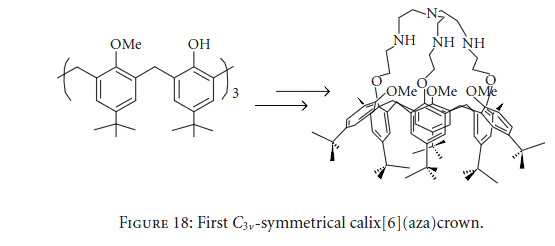 N
OMe OH NH NH NH
O O O
3 OMe OMe OMe
FIGURE 18: First C3v-symmetrical calix[6](aza)crown.